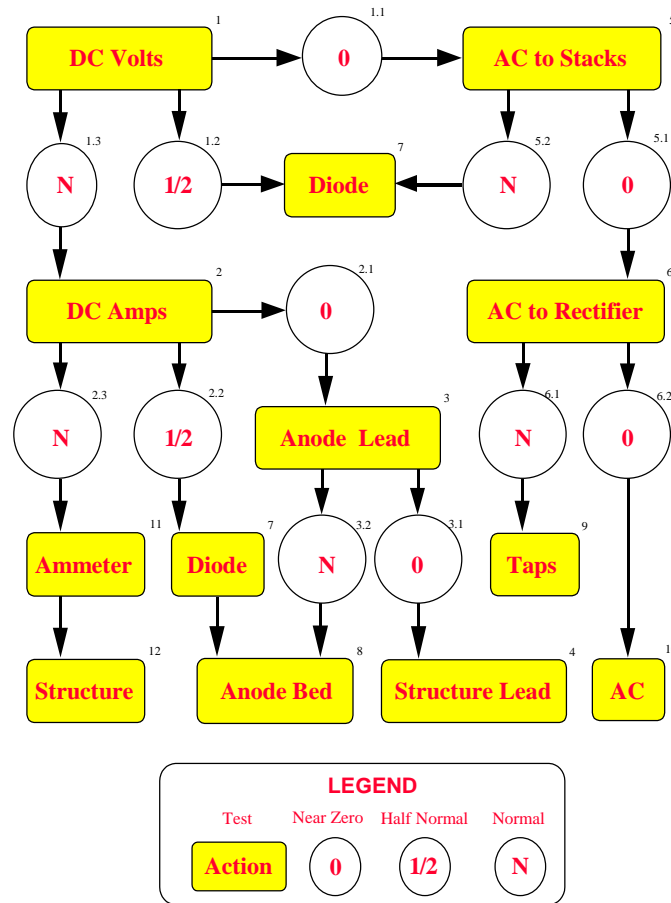 1
1.1
DC Volts
0
AC to Stacks
1.3
1.2
7
5.2
5.1
N
1/2
Diode
N
0
2
2.1
6
DC Amps
0
AC to Rectifier
2.3
2.2
3
6.1
6.2
N
1/2
Anode Lead
N
0
11
7
3.2
3.1
9
Ammeter
Diode
N
0
Taps
12
8
4
Structure
Anode Bed
Structure Lead
AC
LEGEND
Test
Near Zero
Half Normal
Normal
Action
0
1/2
N